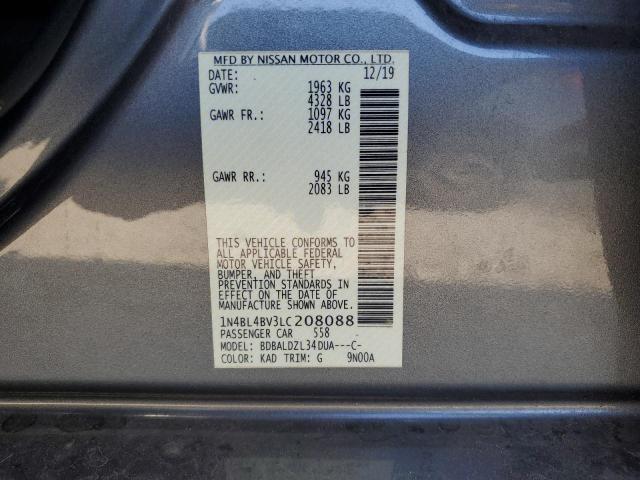 MFD BY NISSAN MOTOR CO., LTD.
DATE: 12/19
GVWR: 1963 KG
4328 LB
GAWR FR.: 1097 KG
2418 LB
GAWR RR.: 945 KG
2083 LB
THIS VEHICLE CONFORMS TO
ALL APPLICABLE FEDERAL
MOTOR VEHICLE SAFETY,
BUMPER, AND THEFT
PREVENTION STANDARDS IN
EFFECT ON THE DATE OF
MANUFACTURE SHOWN ABOVE.
1N4BL4BV3LC208088
PASSENGER CAR 558
MODEL: BDBALDZL34DUA---C-
COLOR: KAD TRIM: G 9N00A